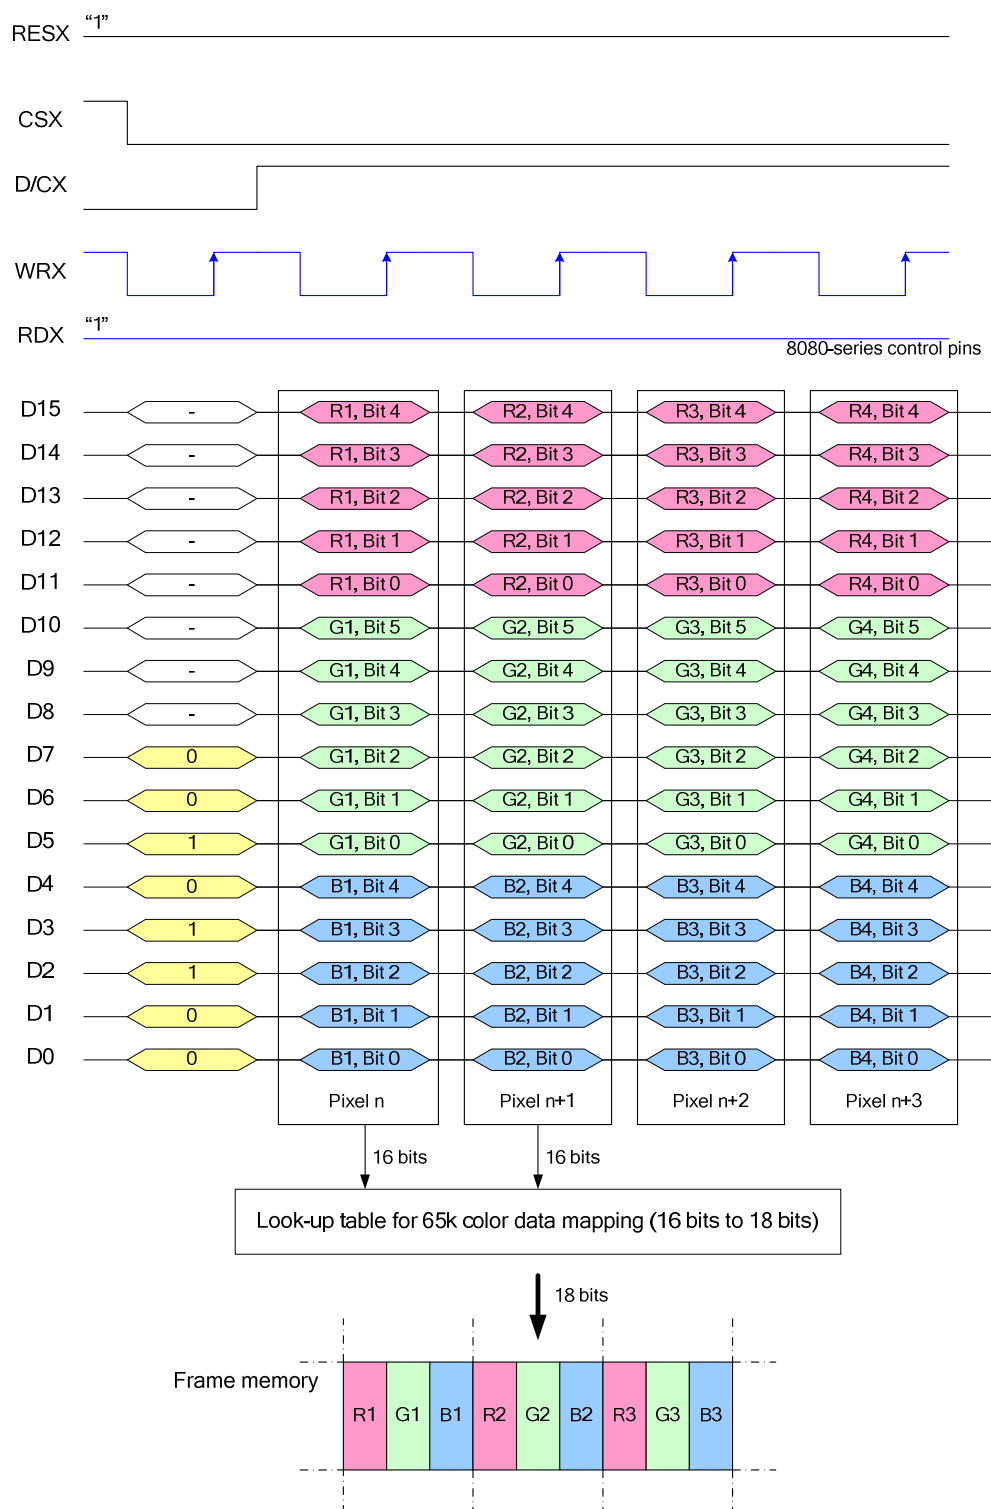 RESX "1"
CSX
D/CX
WRX
RDX "1"
8080-series control pins
D15 - R1, Bit 4 R2, Bit 4 R3, Bit 4 R4, Bit 4
D14 - R1, Bit 3 R2, Bit 3 R3, Bit 3 R4, Bit 3
D13 - R1, Bit 2 R2, Bit 2 R3, Bit 2 R4, Bit 2
D12 - R1, Bit 1 R2, Bit 1 R3, Bit 1 R4, Bit 1
D11 - R1, Bit 0 R2, Bit 0 R3, Bit 0 R4, Bit 0
D10 - G1, Bit 5 G2, Bit 5 G3, Bit 5 G4, Bit 5
D9 - G1, Bit 4 G2, Bit 4 G3, Bit 4 G4, Bit 4
D8 - G1, Bit 3 G2, Bit 3 G3, Bit 3 G4, Bit 3
D7 0 G1, Bit 2 G2, Bit 2 G3, Bit 2 G4, Bit 2
D6 0 G1, Bit 1 G2, Bit 1 G3, Bit 1 G4, Bit 1
D5 1 G1, Bit 0 G2, Bit 0 G3, Bit 0 G4, Bit 0
D4 0 B1, Bit 4 B2, Bit 4 B3, Bit 4 B4, Bit 4
D3 1 B1, Bit 3 B2, Bit 3 B3, Bit 3 B4, Bit 3
D2 1 B1, Bit 2 B2, Bit 2 B3, Bit 2 B4, Bit 2
D1 0 B1, Bit 1 B2, Bit 1 B3, Bit 1 B4, Bit 1
D0 0 B1, Bit 0 B2, Bit 0 B3, Bit 0 B4, Bit 0
Pixel n Pixel n+1 Pixel n+2 Pixel n+3
16 bits 16 bits
Look-up table for 65k color data mapping (16 bits to 18 bits)
18 bits
Frame memory
R1 G1 B1 R2 G2 B2 R3 G3 B3